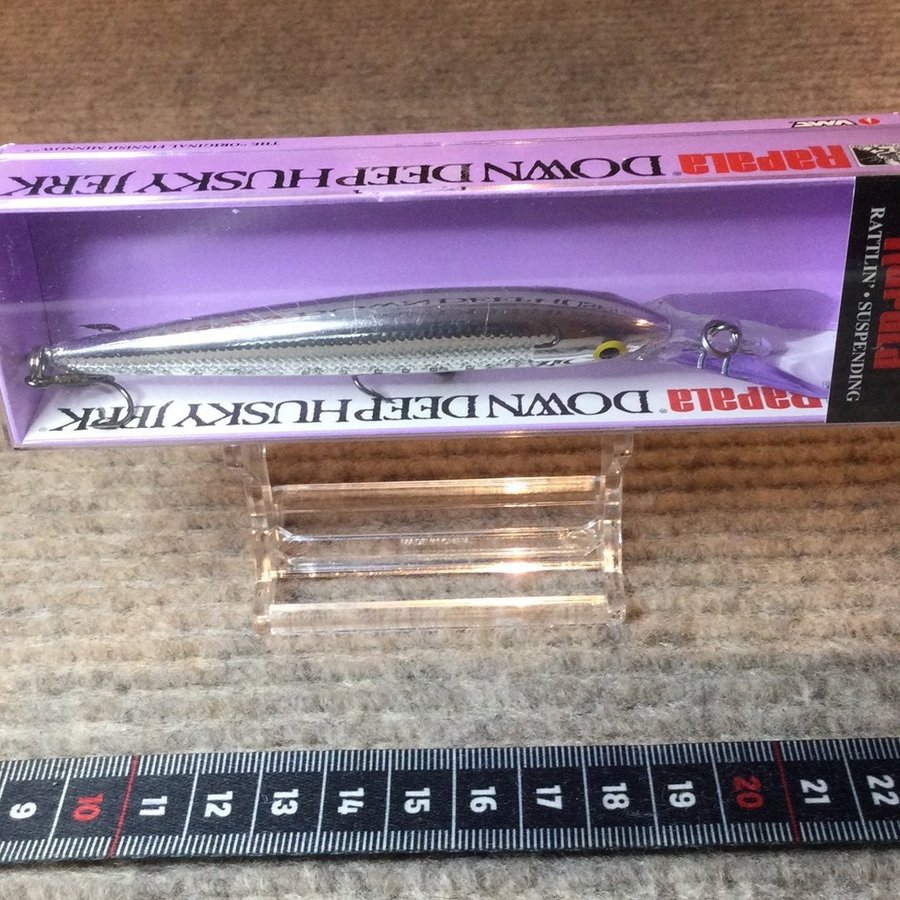 THE "ORIGINAL FINNISH MINNOW"
VMC
Rapala® DOWN DEEP HUSKY JERK
Rapala
RATTLIN' • SUSPENDING
Rapala® DOWN DEEP HUSKY JERK
9 10 11 12 13 14 15 16 17 18 19 20 21 22